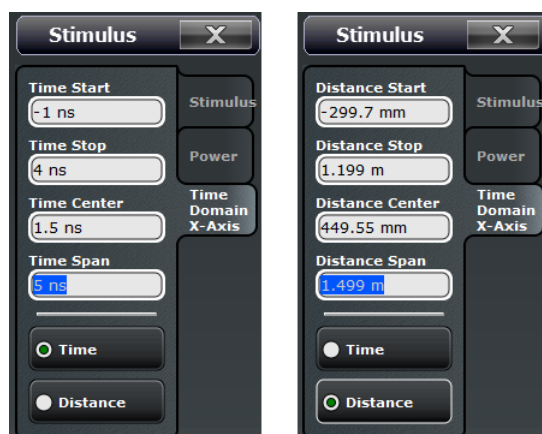 Stimulus X
Time Start
-1 ns
Time Stop
4 ns
Time Center
1.5 ns
Time Span
5 ns
Time
Distance
Stimulus
Power
Time
Domain
X-Axis
Stimulus X
Distance Start
-299.7 mm
Distance Stop
1.199 m
Distance Center
449.55 mm
Distance Span
1.499 m
Time
Distance
Stimulus
Power
Time
Domain
X-Axis